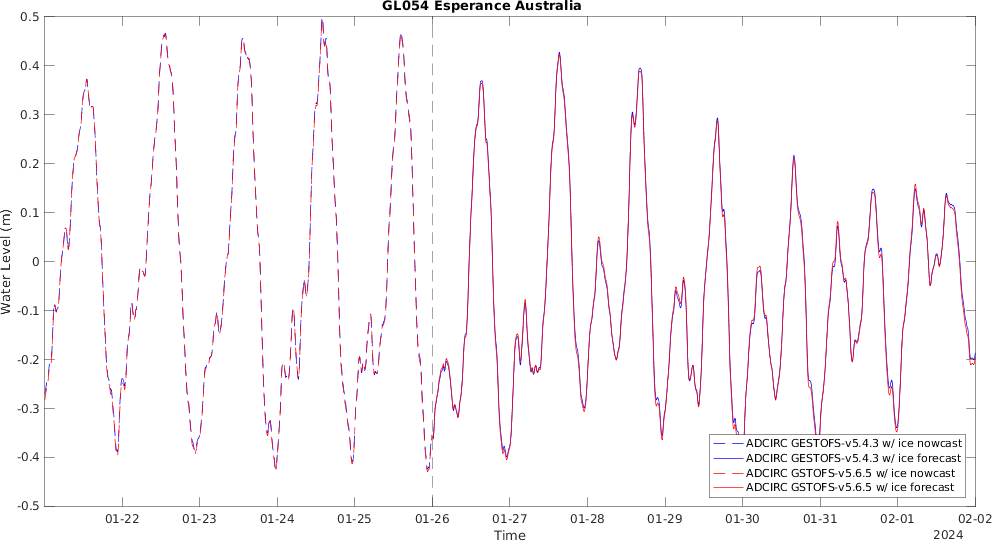 GL054 Esperance Australia
0.5
0.4
0.3
0.2
0.1
0
-0.1
-0.2
-0.3
-0.4
-0.5
Water Level (m)
01-22 01-23 01-24 01-25 01-26 01-27 01-28 01-29 01-30 01-31 02-01 02-02
Time
2024
ADCIRC GESTOFS-v5.4.3 w/ ice nowcast
ADCIRC GESTOFS-v5.4.3 w/ ice forecast
ADCIRC GSTOFS-v5.6.5 w/ ice nowcast
ADCIRC GSTOFS-v5.6.5 w/ ice forecast